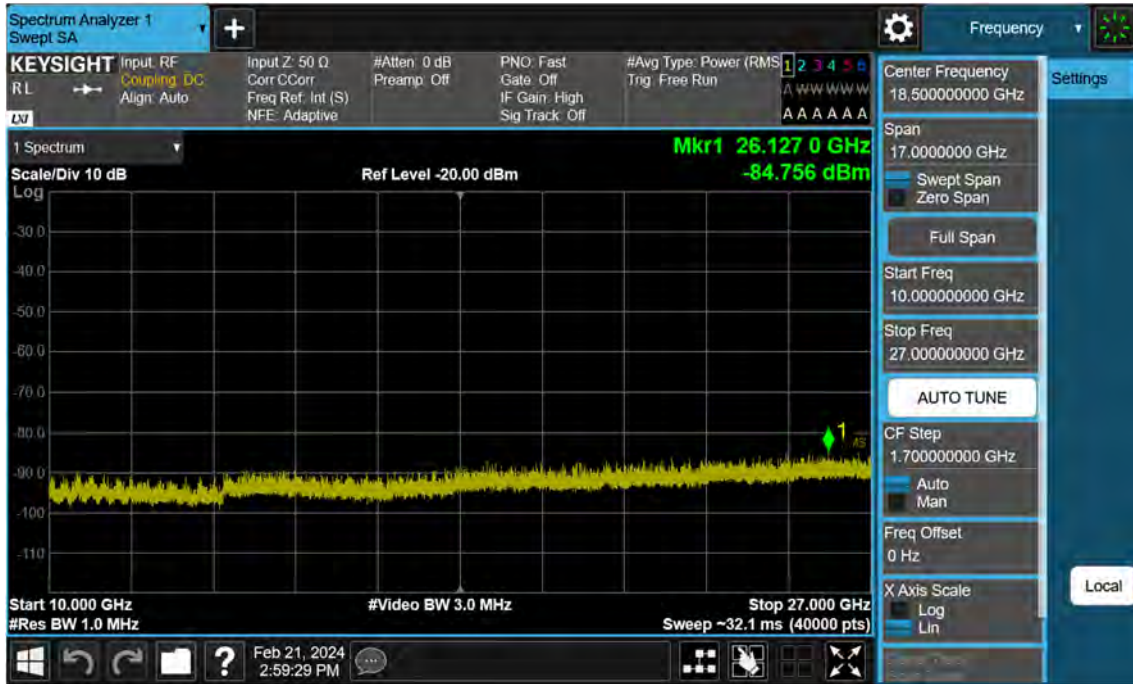 Spectrum Analyzer 1
Swept SA
+
Frequency
KEYSIGHT
RL
LXI
Input: RF
Coupling: DC
Align: Auto
Input Z: 50 Ω
Corr CCorr
Freq Ref: Int (S)
NFE: Adaptive
#Atten: 0 dB
Preamp: Off
PNO: Fast
Gate: Off
IF Gain: High
Sig Track: Off
#Avg Type: Power (RMS
Trig: Free Run
1 2 3 4 5 6
A W W W W W
A A A A A A
1 Spectrum
Mkr1 26.127 0 GHz
-84.756 dBm
Scale/Div 10 dB
Ref Level -20.00 dBm
Log
-30.0
-40.0
-50.0
-60.0
-70.0
-80.0
-90.0
-100
-110
1
Start 10.000 GHz
#Video BW 3.0 MHz
Stop 27.000 GHz
#Res BW 1.0 MHz
Sweep ~32.1 ms (40000 pts)
Feb 21, 2024
2:59:29 PM
?
Center Frequency
18.500000000 GHz
Settings
Span
17.0000000 GHz
Swept Span
Zero Span
Full Span
Start Freq
10.000000000 GHz
Stop Freq
27.000000000 GHz
AUTO TUNE
CF Step
1.700000000 GHz
Auto
Man
Freq Offset
0 Hz
X Axis Scale
Log
Lin
Local